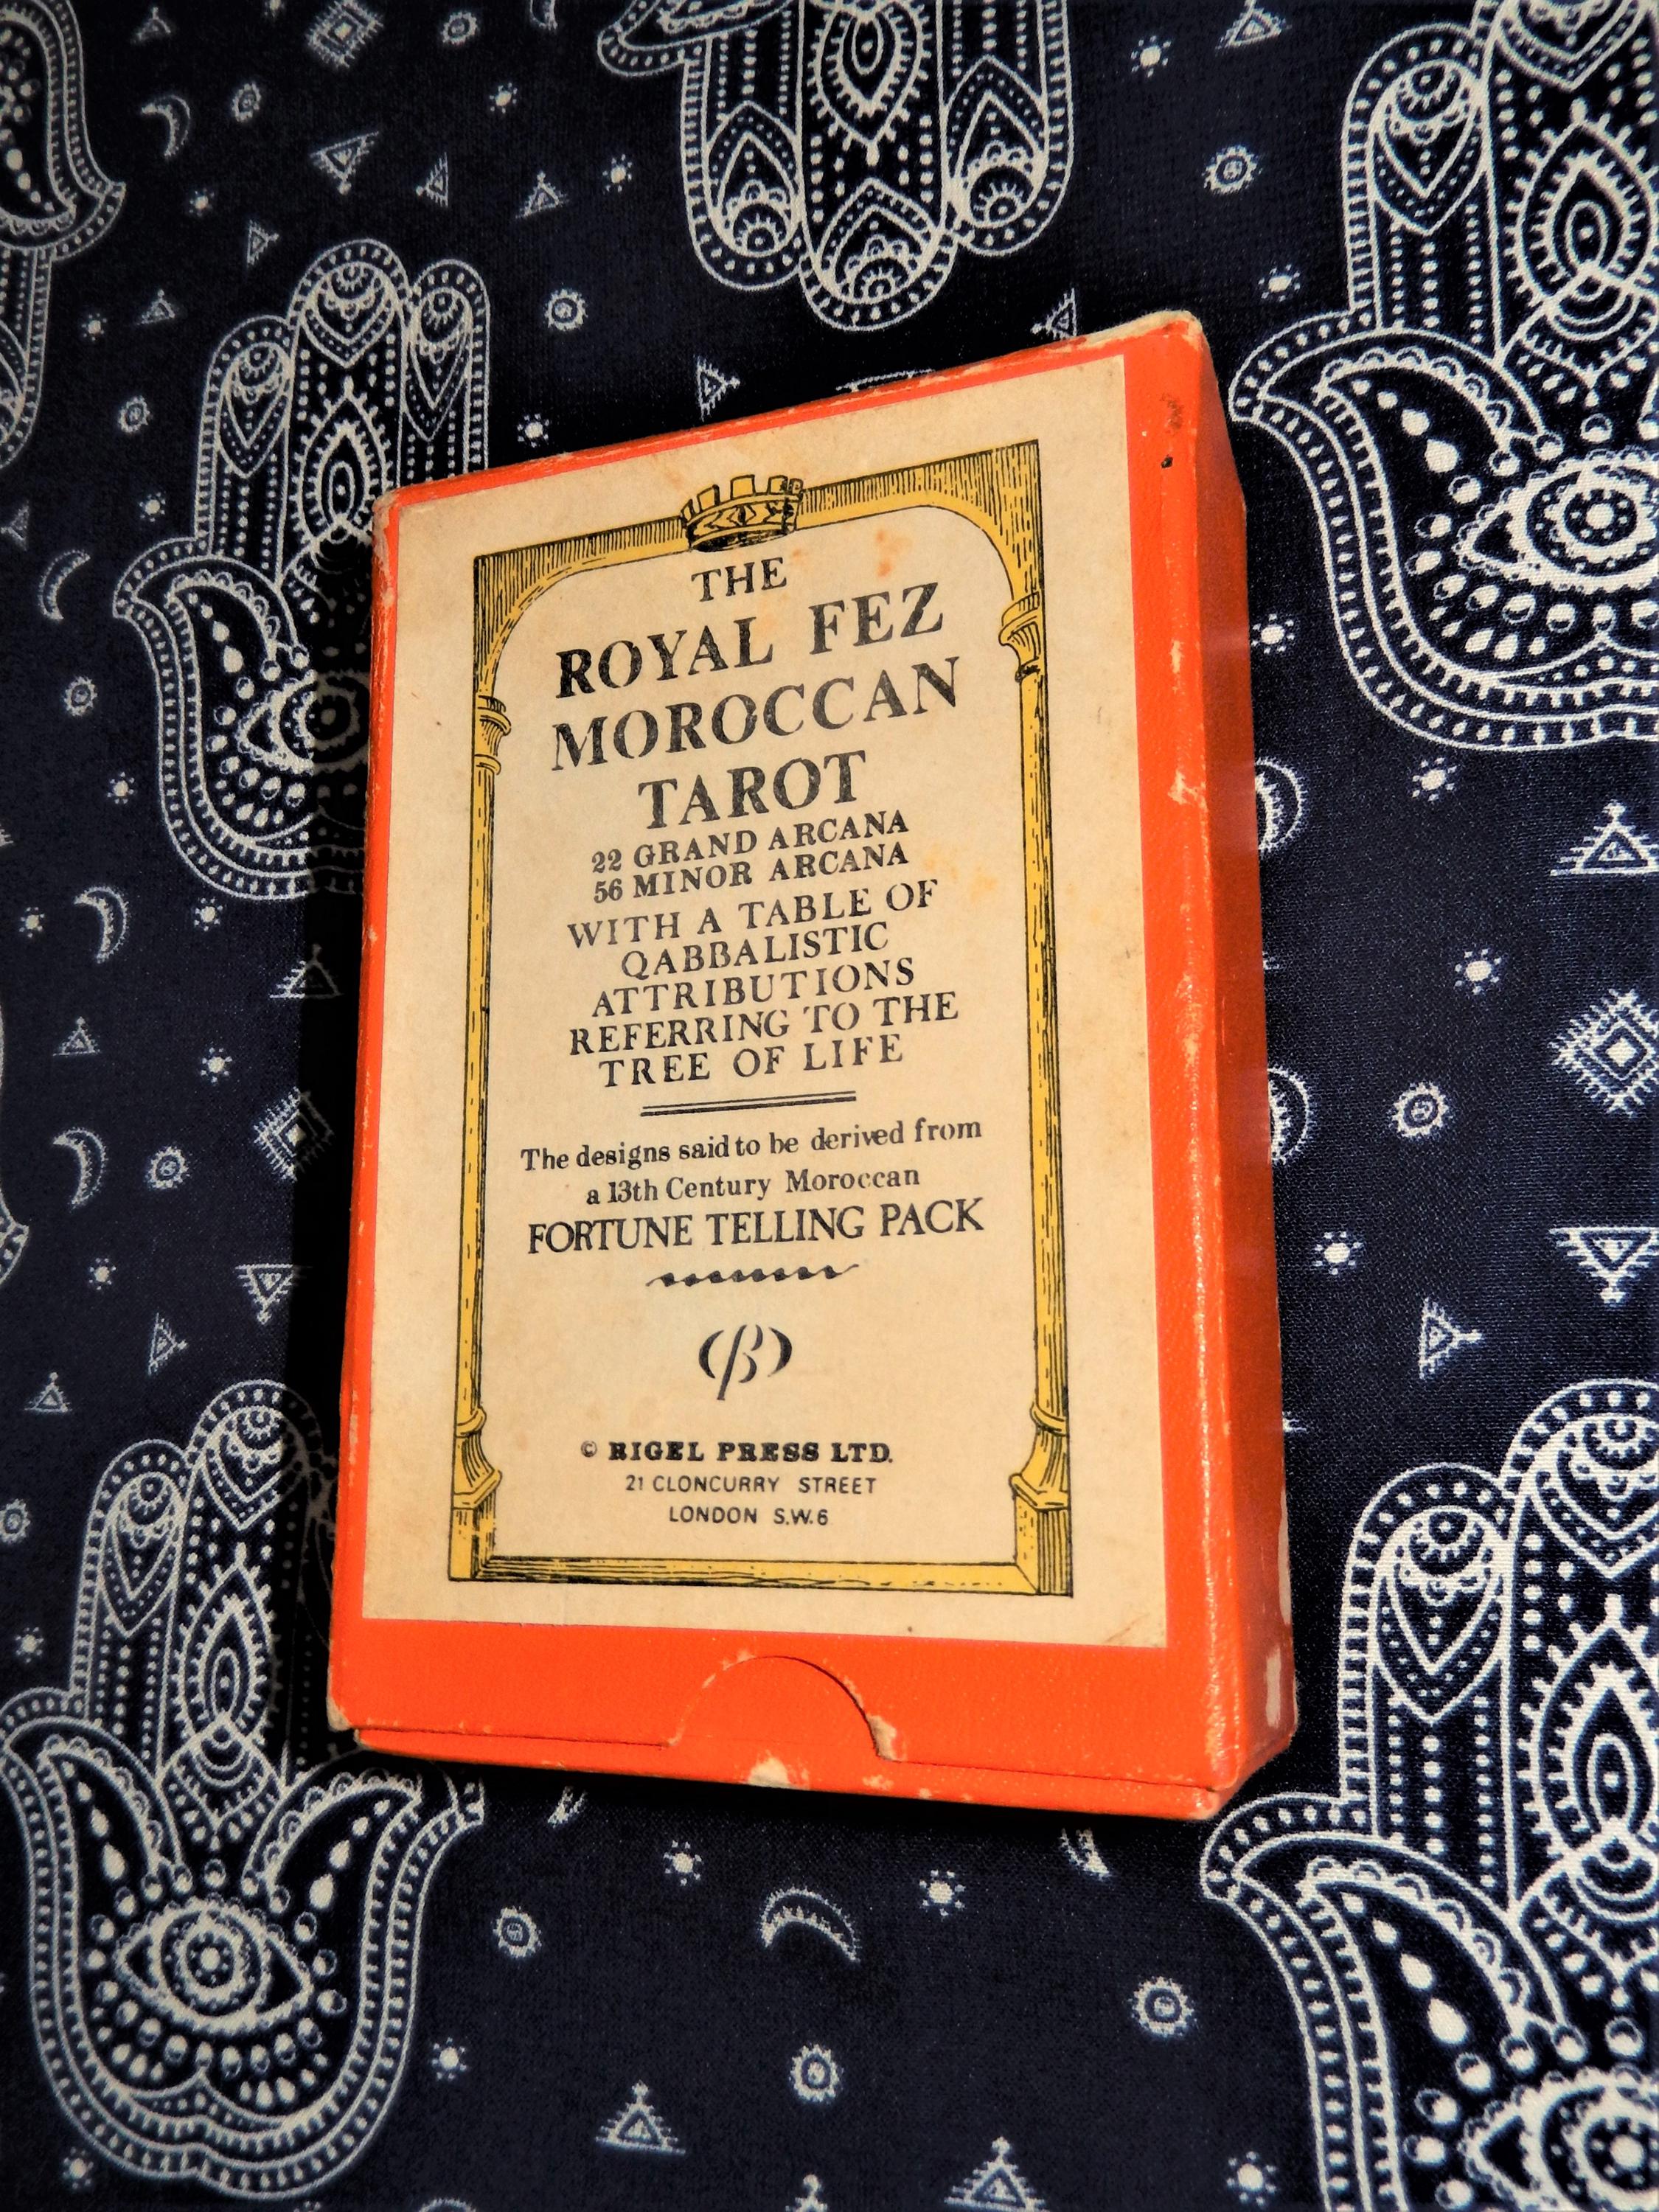 THE
ROYAL FEZ
MOROCCAN
TAROT
22 GRAND ARCANA
56 MINOR ARCANA
WITH A TABLE OF
QABBALISTIC
ATTRIBUTIONS
REFERRING TO THE
TREE OF LIFE
The designs said to be derived from
a 13th Century Moroccan
FORTUNE TELLING PACK
© RIGEL PRESS LTD.
21 CLONCURRY STREET
LONDON S.W.6